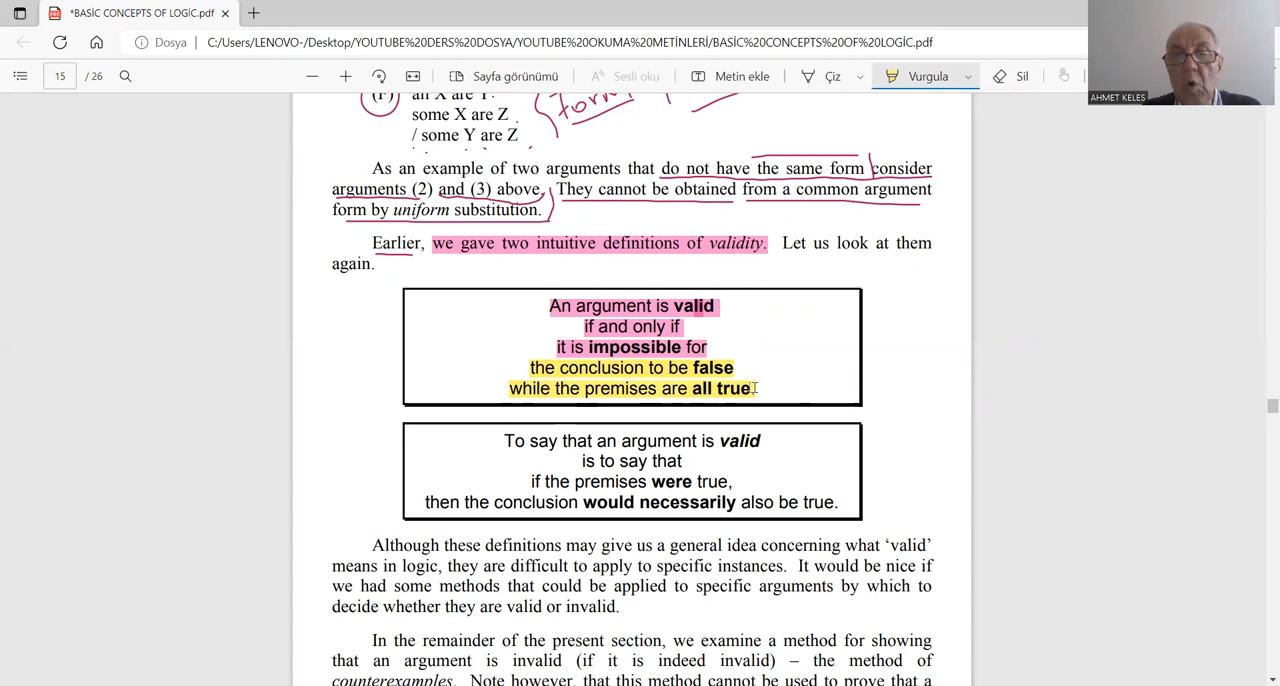 *BASİC CONCEPTS OF LOGİC.pdf
Dosya
C:/Users/LENOVO-/Desktop/YOUTUBE%20DERS%20DOSYA/YOUTUBE%20OKUMA%20METİNLERİ/BASİC%20CONCEPTS%20OF%20LOGİC.pdf
15 / 26
Sayfa görünümü
Sesli oku
Metin ekle
Çiz
Vurgula
Sil
AHMET KELES
(F) all X are Y
some X are Z
/ some Y are Z
form
As an example of two arguments that do not have the same form consider
arguments (2) and (3) above. They cannot be obtained from a common argument
form by uniform substitution.
Earlier, we gave two intuitive definitions of validity. Let us look at them
again.
An argument is valid
if and only if
it is impossible for
the conclusion to be false
while the premises are all true.
To say that an argument is valid
is to say that
if the premises were true,
then the conclusion would necessarily also be true.
Although these definitions may give us a general idea concerning what ‘valid’
means in logic, they are difficult to apply to specific instances. It would be nice if
we had some methods that could be applied to specific arguments by which to
decide whether they are valid or invalid.
In the remainder of the present section, we examine a method for showing
that an argument is invalid (if it is indeed invalid) – the method of
counterexamples. Note however, that this method cannot be used to prove that a